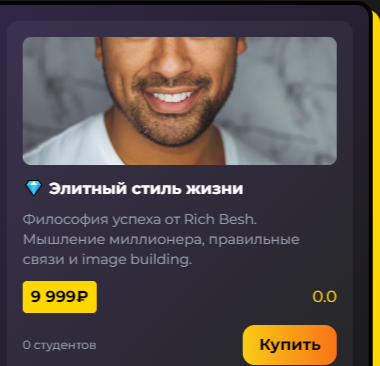 💎 Элитный стиль жизни
Философия успеха от Rich Besh.
Мышление миллионера, правильные
связи и image building.
9 999₽
0.0
0 студентов
Купить